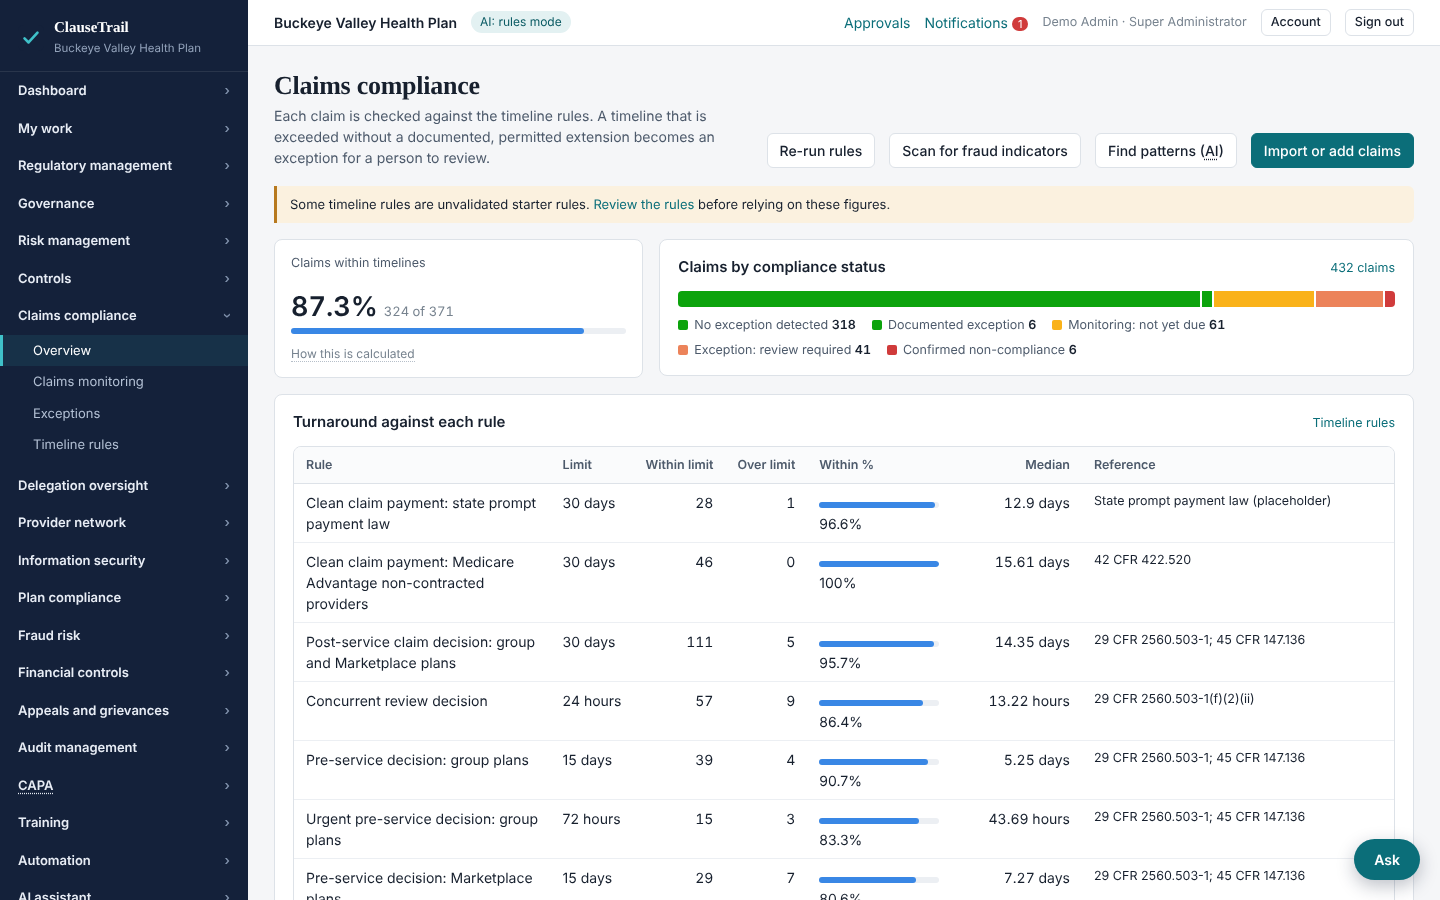 ClauseTrail
Buckeye Valley Health Plan
Dashboard
My work
Regulatory management
Governance
Risk management
Controls
Claims compliance
Overview
Claims monitoring
Exceptions
Timeline rules
Delegation oversight
Provider network
Information security
Plan compliance
Fraud risk
Financial controls
Appeals and grievances
Audit management
CAPA
Training
Automation
AI assistant
Buckeye Valley Health Plan AI: rules mode
Approvals Notifications 1 Demo Admin · Super Administrator Account Sign out
Claims compliance
Each claim is checked against the timeline rules. A timeline that is
exceeded without a documented, permitted extension becomes an
exception for a person to review.
Re-run rules Scan for fraud indicators Find patterns (AI) Import or add claims
Some timeline rules are unvalidated starter rules. Review the rules before relying on these figures.
Claims within timelines
87.3% 324 of 371
How this is calculated
Claims by compliance status 432 claims
No exception detected 318 Documented exception 6 Monitoring: not yet due 61
Exception: review required 41 Confirmed non-compliance 6
Turnaround against each rule Timeline rules
Rule Limit Within limit Over limit Within % Median Reference
Clean claim payment: state prompt 30 days 28 1 12.9 days State prompt payment law (placeholder)
payment law 96.6%
Clean claim payment: Medicare 30 days 46 0 15.61 days 42 CFR 422.520
Advantage non-contracted 100%
providers
Post-service claim decision: group 30 days 111 5 14.35 days 29 CFR 2560.503-1; 45 CFR 147.136
and Marketplace plans 95.7%
Concurrent review decision 24 hours 57 9 13.22 hours 29 CFR 2560.503-1(f)(2)(ii)
86.4%
Pre-service decision: group plans 15 days 39 4 5.25 days 29 CFR 2560.503-1; 45 CFR 147.136
90.7%
Urgent pre-service decision: group 72 hours 15 3 43.69 hours 29 CFR 2560.503-1; 45 CFR 147.136
plans 83.3%
Pre-service decision: Marketplace 15 days 29 7 7.27 days 29 CFR 2560.503-1; 45 CFR 147.136
plans 80.6%
Ask